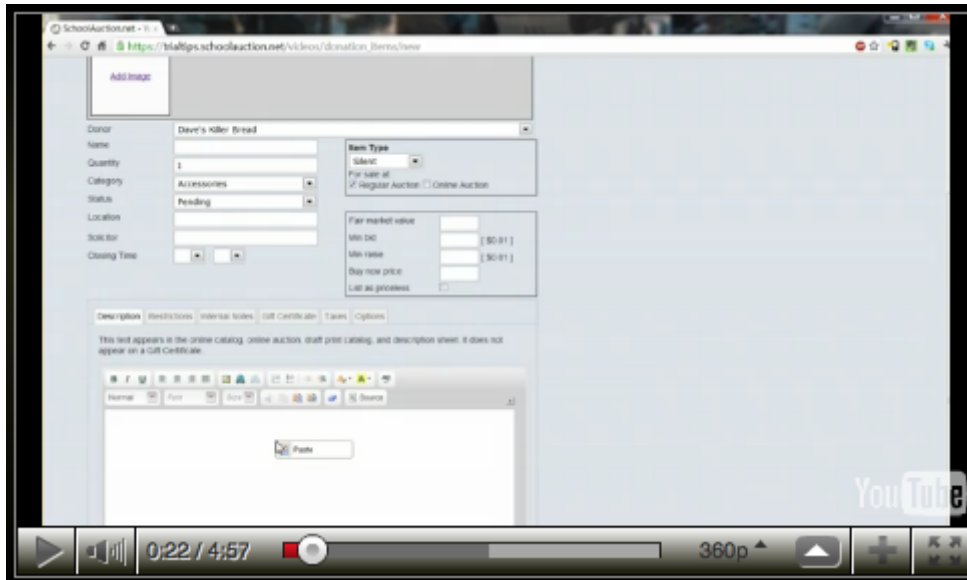 SchoolAuction.net -
https://trialtips.schoolauction.net/videos/donation_items/new
Add Image
Donor Dave's Killer Bread
Name
Quantity 1
Category Accessories
Status Pending
Location
Solicitor
Closing Time
Item Type
Silent
For sale at
Regular Auction Online Auction
Fair market value
Min bid [ $0.01 ]
Min raise [ $0.01 ]
Buy now price
List as priceless
Description Restrictions Internal Notes Gift Certificate Taxes Options
This text appears in the online catalog, online auction, draft print catalog, and description sheet. It does not
appear on a Gift Certificate.
B I U
Normal Font Size Source
Paste
YouTube
0:22 / 4:57 360p